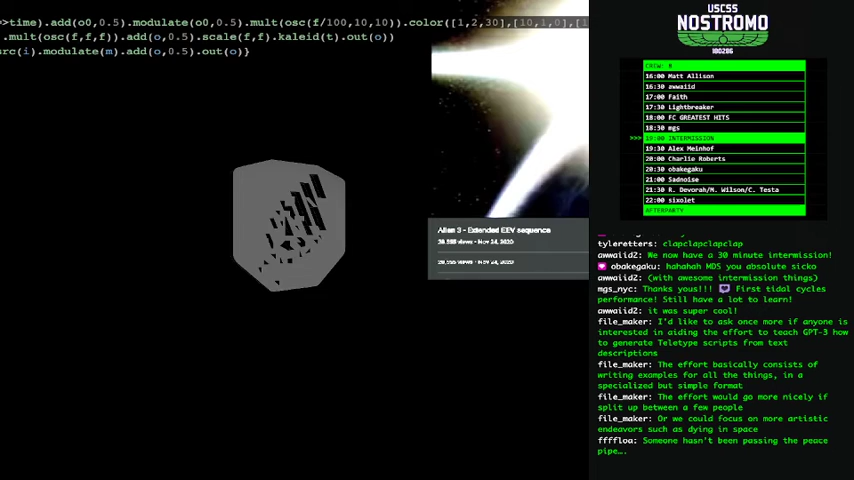 >time).add(o0,0.5).modulate(o0,0.5).mult(osc(f/100,10,10)).color([1,2,30],[10,1,0],[1
.mult(osc(f,f,f)).add(o,0.5).scale(f,f).kaleid(t).out(o))
rc(i).modulate(m).add(o,0.5).out(o)}
Alien 3 - Extended EEV sequence
Nov 24, 2020
Nov 24, 2020
USCSS
NOSTROMO
180286
CREW: 8
16:00 Matt Allison
16:30 awwaiid
17:00 Faith
17:30 Lightbreaker
18:00 FC GREATEST HITS
18:30 mgs
>>> 19:00 INTERMISSION
19:30 Alex Meinhof
20:00 Charlie Roberts
20:30 obakegaku
21:00 Sadnoise
21:30 R. Devorah/M. Wilson/C. Testa
22:00 sixolet
AFTERPARTY
tyleretters: clapclapclapclap
awwaiid2: We now have a 30 minute intermission!
obakegaku: hahahah MDS you absolute sicko
awwaiid2: (with awesome intermission things)
mgs_nyc: Thanks yous!!! First tidal cycles
performance! Still have a lot to learn!
awwaiid2: it was super cool!
file_maker: I'd like to ask once more if anyone is
interested in aiding the effort to teach GPT-3 how
to generate Teletype scripts from text
descriptions
file_maker: The effort basically consists of
writing examples for all the things, in a
specialized but simple format
file_maker: The effort would go more nicely if
split up between a few people
file_maker: Or we could focus on more artistic
endeavors such as dying in space
ffffloa: Someone hasn't been passing the peace
pipe….